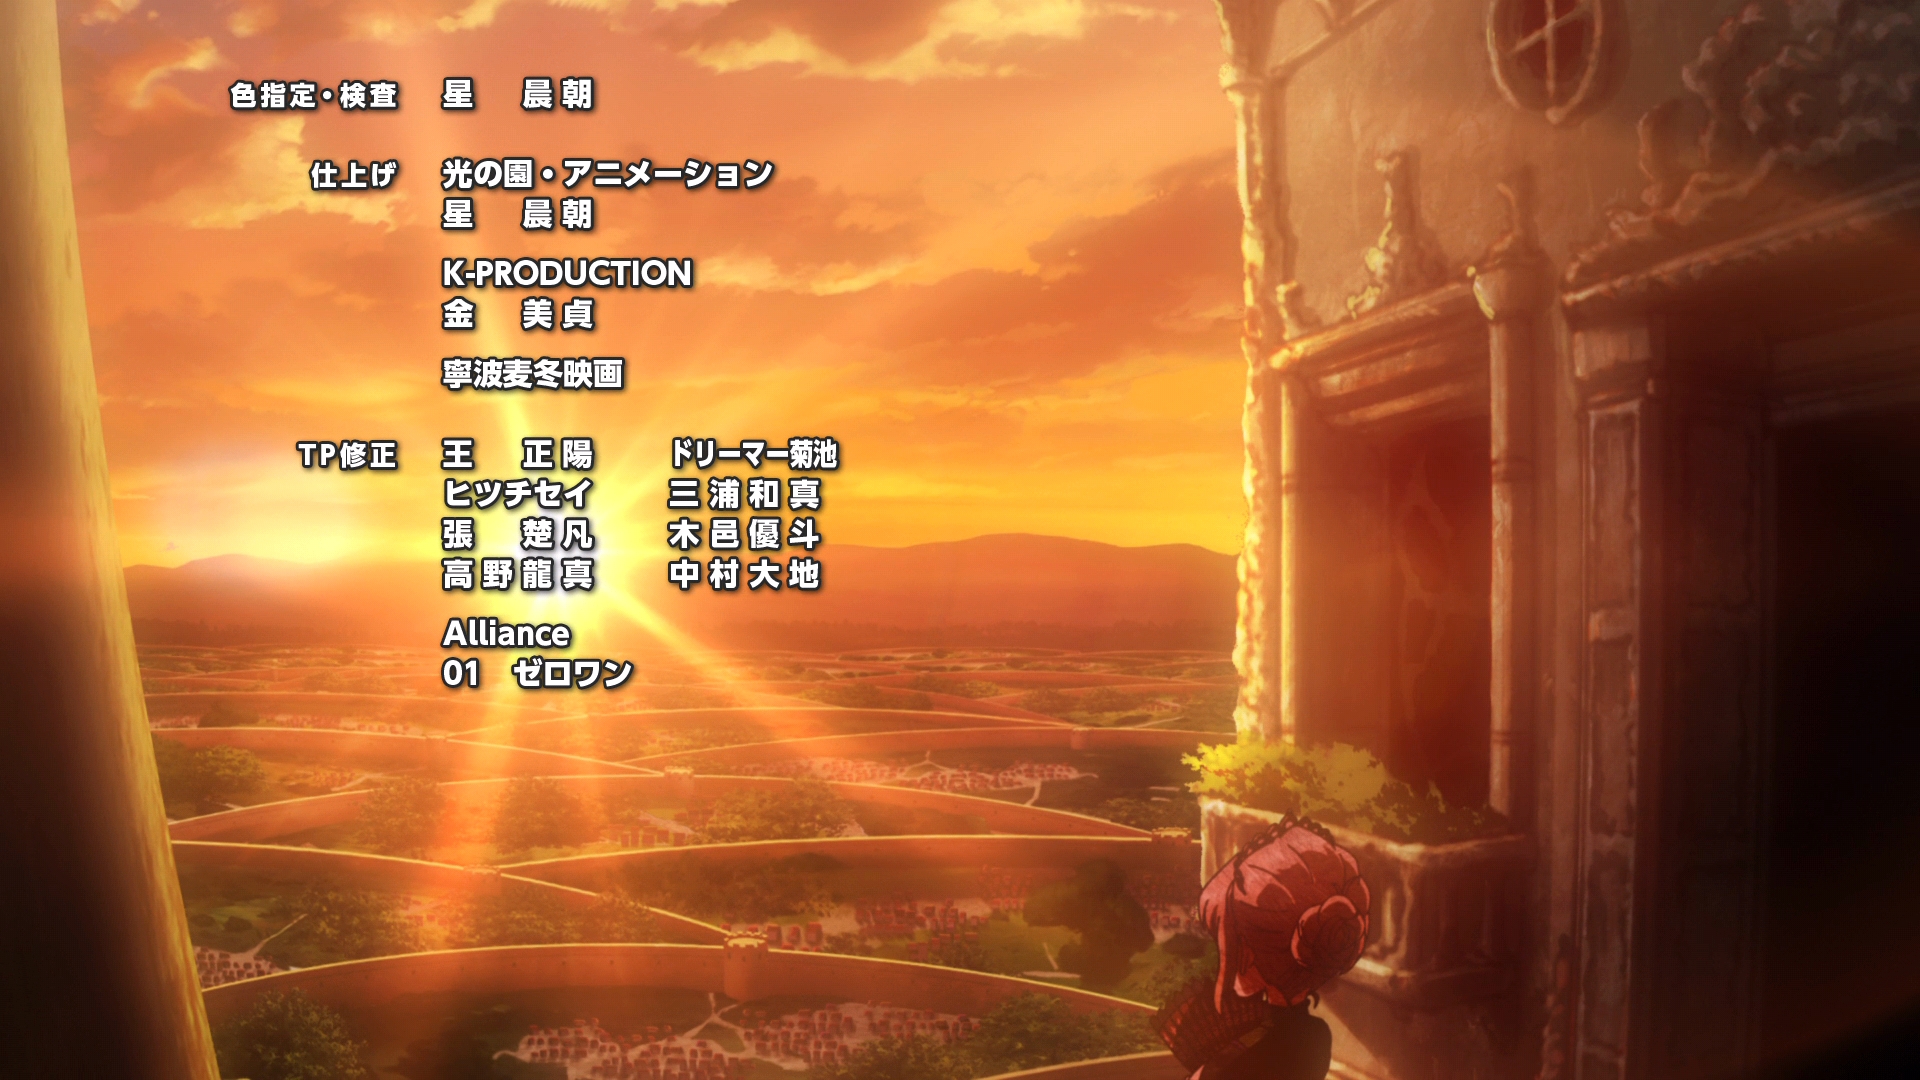 色指定・検査 星 晨朝
仕上げ 光の園・アニメーション
星 晨朝
K-PRODUCTION
金 美貞
寧波麦冬映画
TP修正 王 正陽 ドリーマー菊池
ヒツチセイ 三浦和真
張 楚凡 木邑優斗
高野龍真 中村大地
Alliance
01 ゼロワン